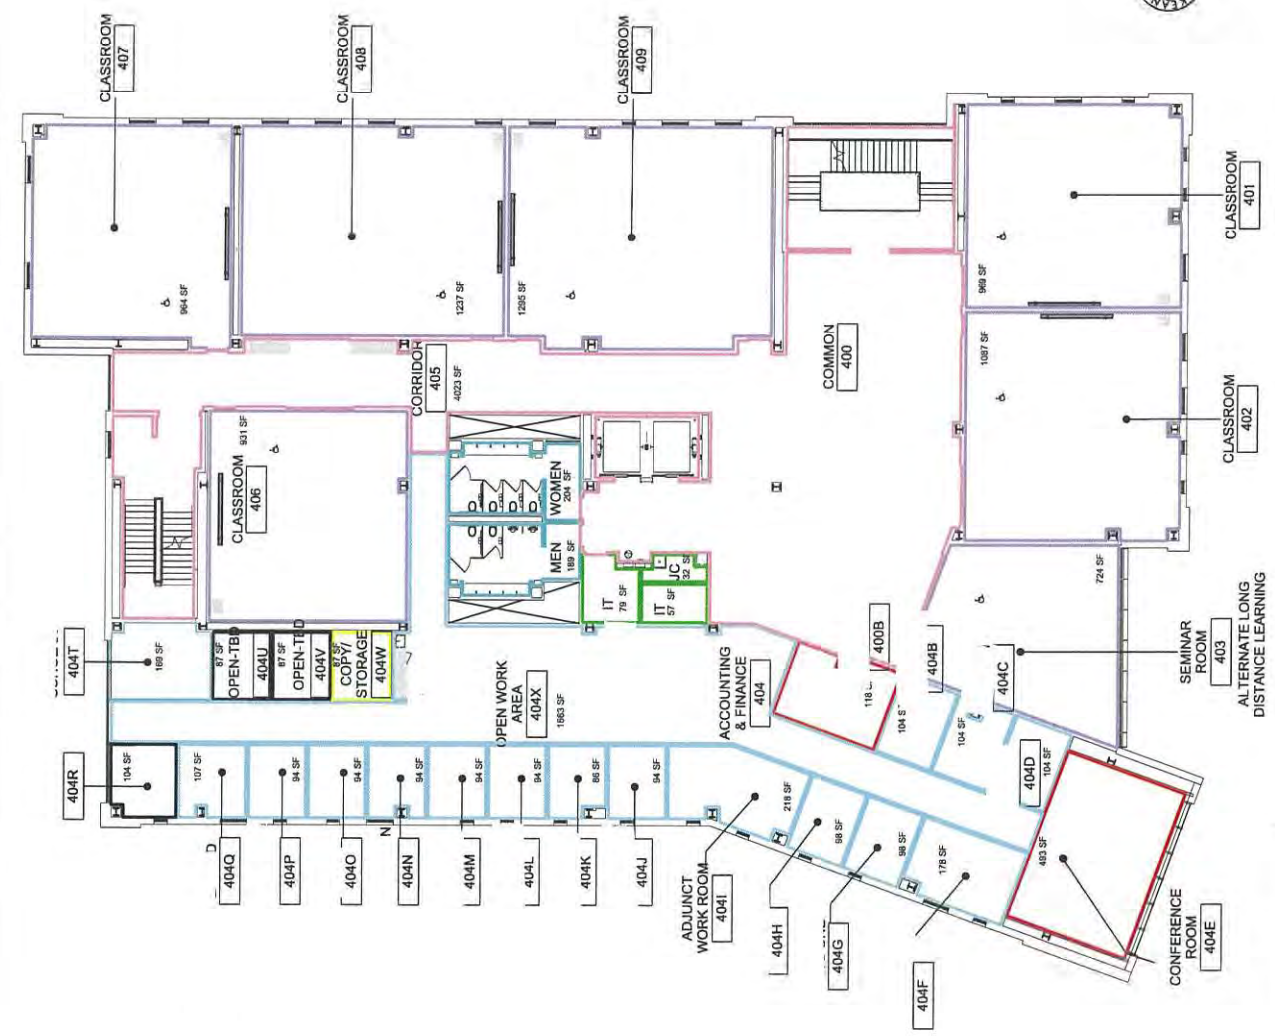 KEAN
CLASSROOM
407
CLASSROOM
408
CLASSROOM
409
CLASSROOM
401
CLASSROOM
402
964 SF
1237 SF
1295 SF
969 SF
1087 SF
COMMON
400
CORRIDOR
405
4023 SF
931 SF
CLASSROOM
406
WOMEN
204 SF
MEN
189 SF
IT
79 SF
IT
57 SF
JC
32 SF
724 SF
SEMINAR
ROOM
403
ALTERNATE LONG
DISTANCE LEARNING
404T
169 SF
87 SF
OPEN-TBD
404U
87 SF
OPEN-TBD
404V
87 SF
COPY/
STORAGE
404W
OPEN WORK
AREA
404X
1663 SF
ACCOUNTING
& FINANCE
404
400B
404B
404C
404D
118
104 S
104 SF
104 SF
404R
104 SF
107 SF
94 SF
94 SF
94 SF
94 SF
94 SF
86 SF
94 SF
218 SF
98 SF
98 SF
178 SF
493 SF
D
404Q
404P
404O
N
404N
404M
404L
404K
404J
ADJUNCT
WORK ROOM
404I
404H
404G
404F
CONFERENCE
ROOM
404E